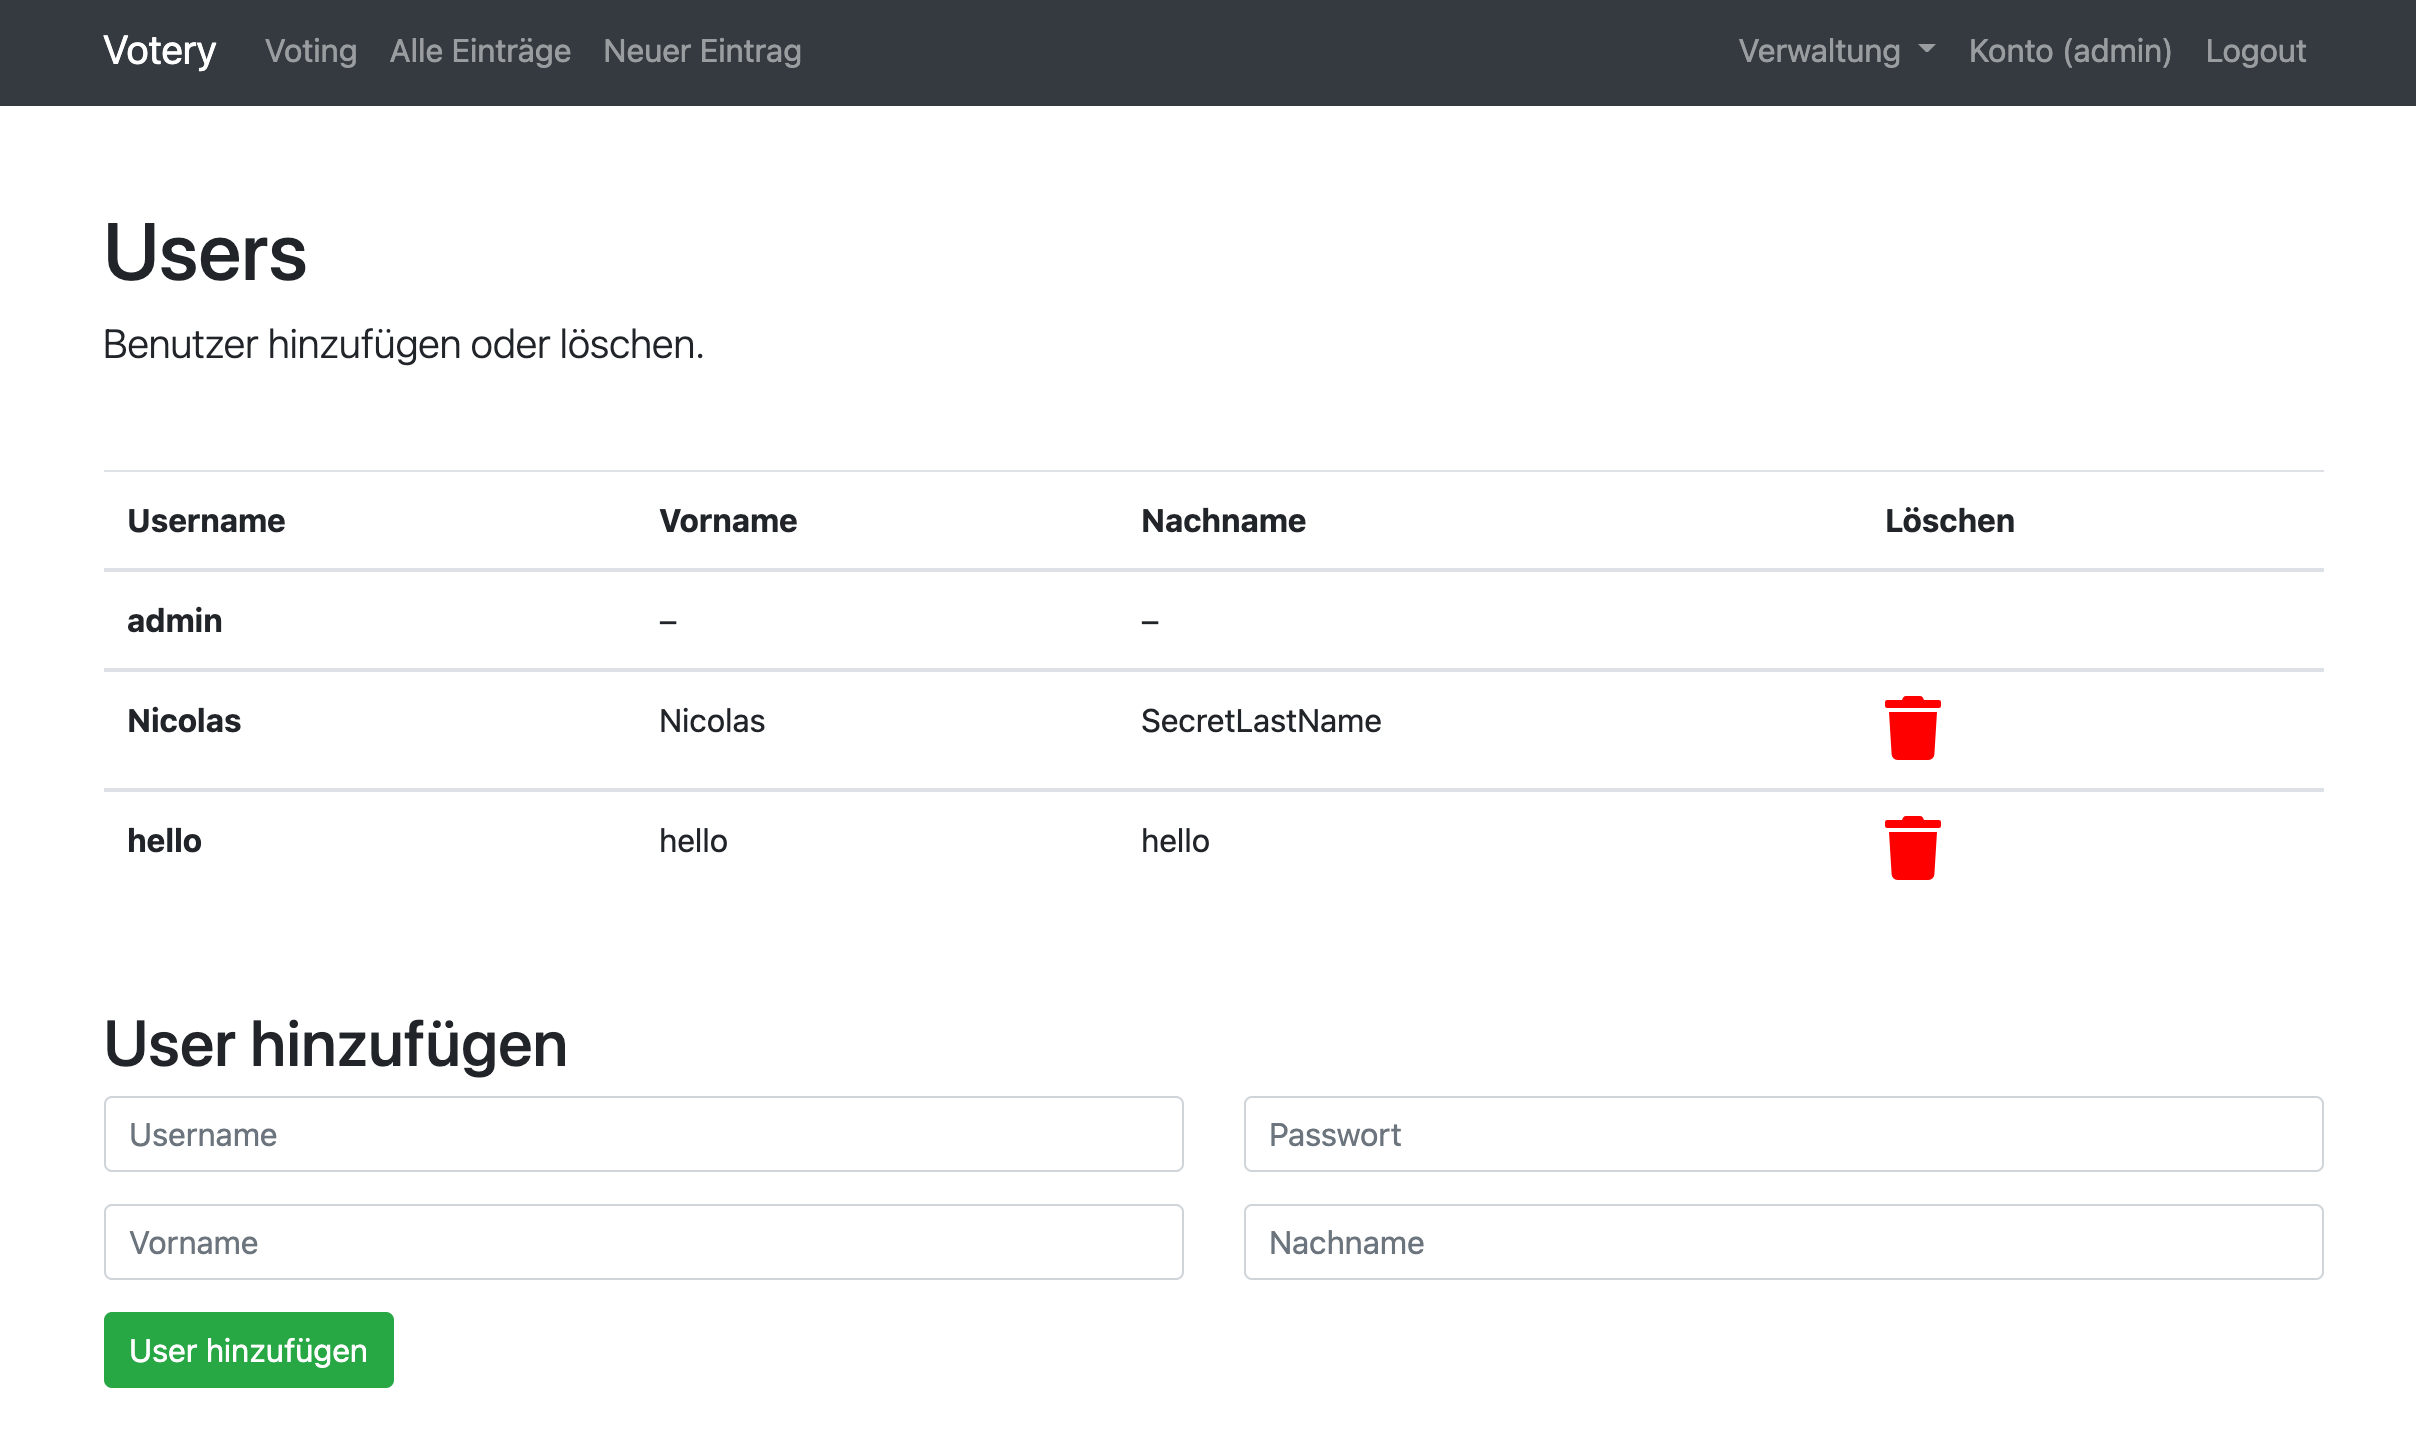 Votery Voting Alle Einträge Neuer Eintrag Verwaltung Konto (admin) Logout
Users
Benutzer hinzufügen oder löschen.
Username Vorname Nachname Löschen
admin – –
Nicolas Nicolas SecretLastName
hello hello hello
User hinzufügen
Username Passwort
Vorname Nachname
User hinzufügen